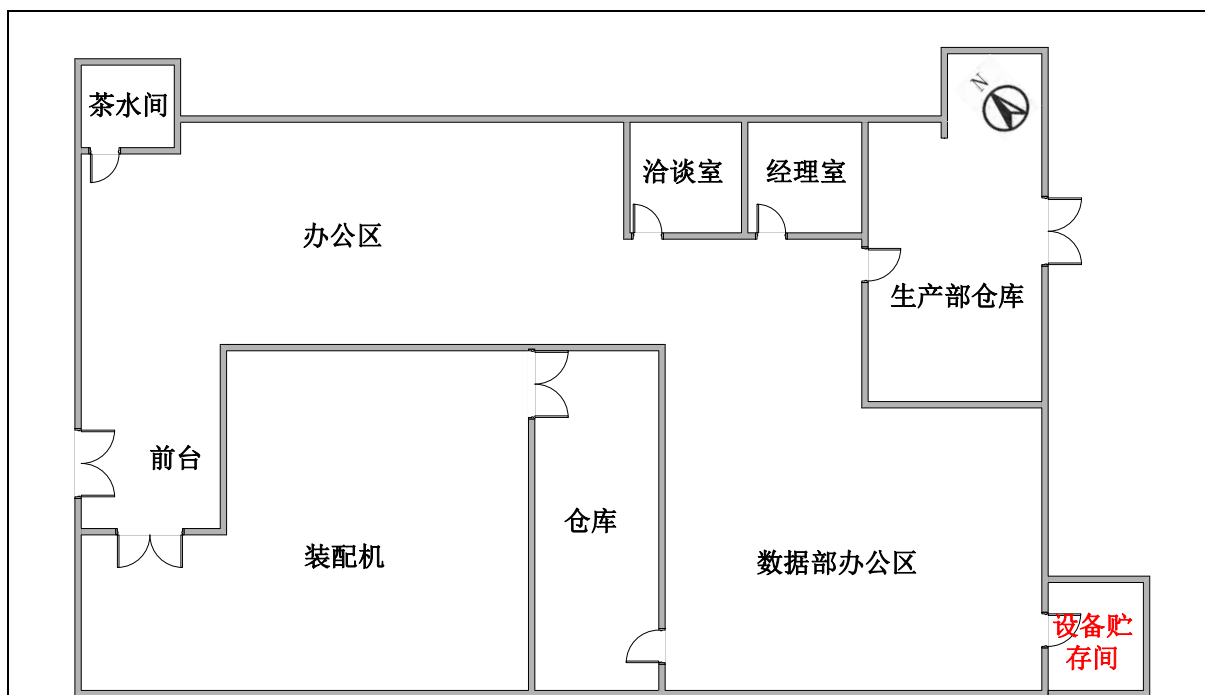 茶水间
N
洽谈室
经理室
办公区
生产部仓库
前台
仓库
装配机
数据部办公区
设备贮
存间